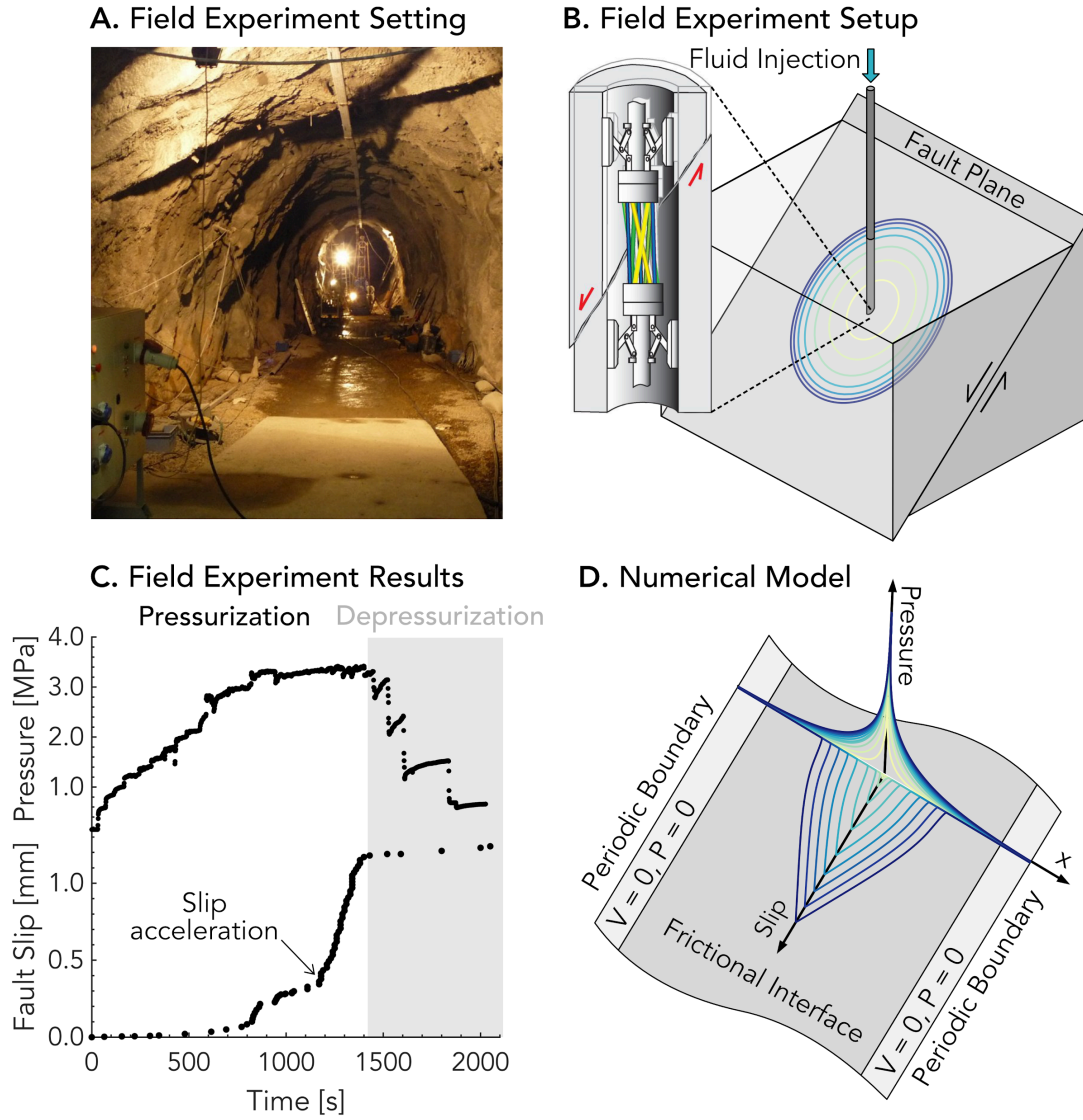 A. Field Experiment Setting
B. Field Experiment Setup
Fluid Injection
Fault Plane
C. Field Experiment Results
Pressurization
Depressurization
Pressure [MPa]
4.0
3.0
2.0
1.0
Fault Slip [mm]
1.0
0.5
0.0
Slip
acceleration
0
500
1000
1500
2000
Time [s]
D. Numerical Model
Pressure
x
Slip
Frictional Interface
Periodic Boundary
V = 0, P = 0
V = 0, P = 0
Periodic Boundary